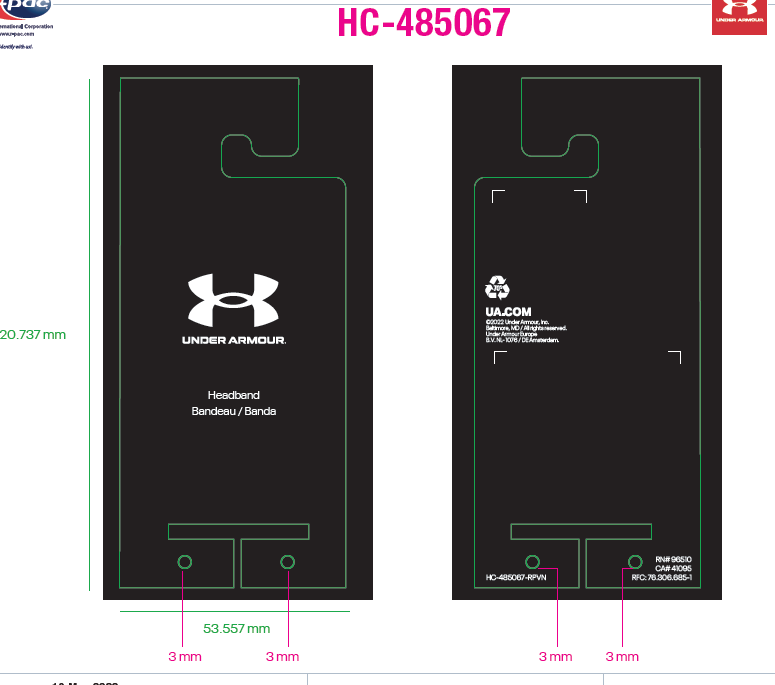 pac
ernational Corporation
ww.r-pac.com
identify with us!.
HC-485067
UNDER ARMOUR
20.737 mm
UNDER ARMOUR.
Headband
Bandeau / Banda
70%
UA.COM
©2022 Under Armour, Inc.
Baltimore, MD / All rights reserved.
Under Armour Europe
B.V. NL-1076 / DE Amsterdam.
RN# 96510
CA# 41095
HC-485067-RPVN
RFC: 76.306.685-1
53.557 mm
3 mm
3 mm
3 mm
3 mm